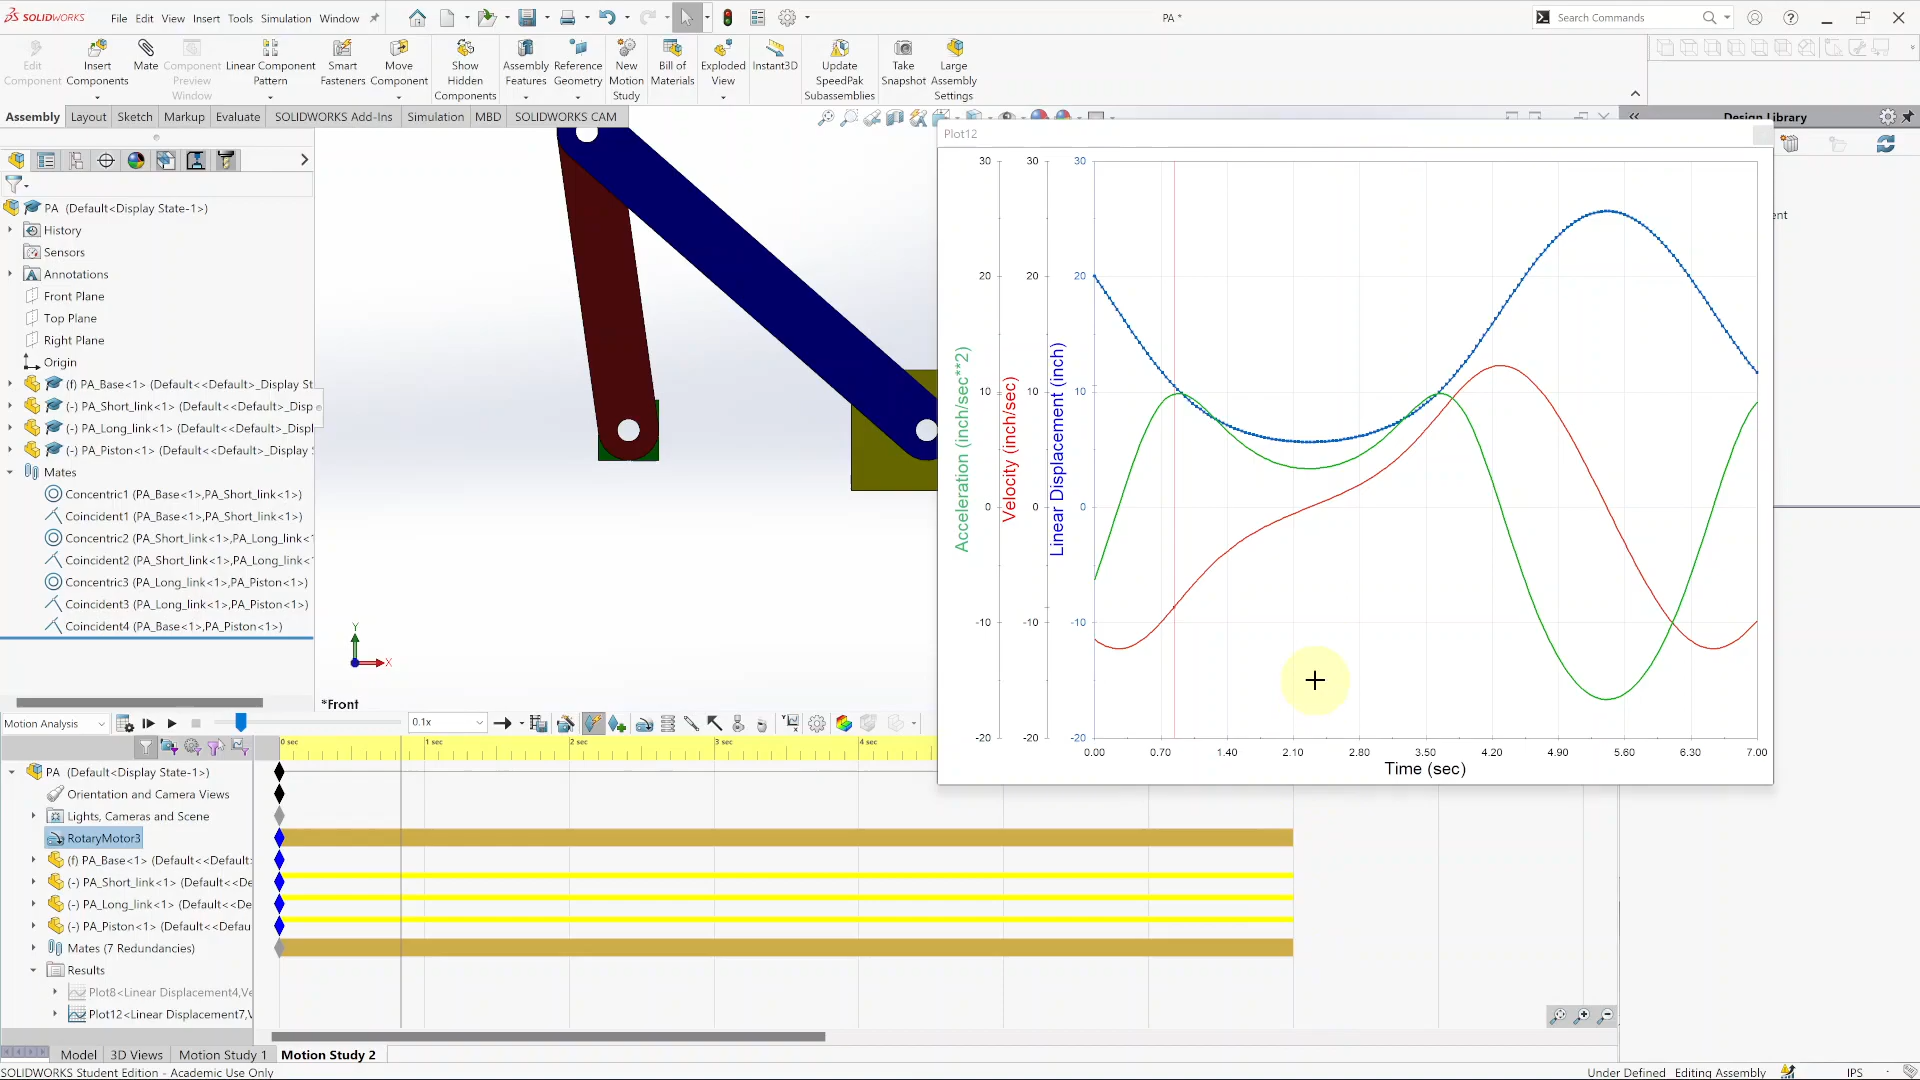 SOLIDWORKS File Edit View Insert Tools Simulation Window PA * Search Commands
Edit Component
Insert Components
Mate
Component Preview Window
Linear Component Pattern
Smart Fasteners
Move Component
Show Hidden Components
Assembly Features
Reference Geometry
New Motion Study
Bill of Materials
Exploded View
Instant3D
Update SpeedPak Subassemblies
Take Snapshot
Large Assembly Settings
Assembly Layout Sketch Markup Evaluate SOLIDWORKS Add-Ins Simulation MBD SOLIDWORKS CAM
Design Library
PA (Default<Display State-1>)
History
Sensors
Annotations
Front Plane
Top Plane
Right Plane
Origin
(f) PA_Base<1> (Default<<Default>_Display St
(-) PA_Short_link<1> (Default<<Default>_Disp
(-) PA_Long_link<1> (Default<<Default>_Displ
(-) PA_Piston<1> (Default<<Default>_Display
Mates
Concentric1 (PA_Base<1>,PA_Short_link<1>)
Coincident1 (PA_Base<1>,PA_Short_link<1>)
Concentric2 (PA_Short_link<1>,PA_Long_link<
Coincident2 (PA_Short_link<1>,PA_Long_link<
Concentric3 (PA_Long_link<1>,PA_Piston<1>)
Coincident3 (PA_Long_link<1>,PA_Piston<1>)
Coincident4 (PA_Base<1>,PA_Piston<1>)
Y
X
*Front
Plot12
30 30 30
20 20 20
10 10 10
0 0 0
-10 -10 -10
-20 -20 -20
Acceleration (inch/sec**2)
Velocity (inch/sec)
Linear Displacement (inch)
0.00 0.70 1.40 2.10 2.80 3.50 4.20 4.90 5.60 6.30 7.00
Time (sec)
ent
Motion Analysis 0.1x
0 sec 1 sec 2 sec 3 sec 4 sec
PA (Default<Display State-1>)
Orientation and Camera Views
Lights, Cameras and Scene
RotaryMotor3
(f) PA_Base<1> (Default<<Default:
(-) PA_Short_link<1> (Default<<De
(-) PA_Long_link<1> (Default<<De
(-) PA_Piston<1> (Default<<Defau
Mates (7 Redundancies)
Results
Plot8<Linear Displacement4,Ve
Plot12<Linear Displacement7,V
Model 3D Views Motion Study 1 Motion Study 2
SOLIDWORKS Student Edition - Academic Use Only Under Defined Editing Assembly IPS